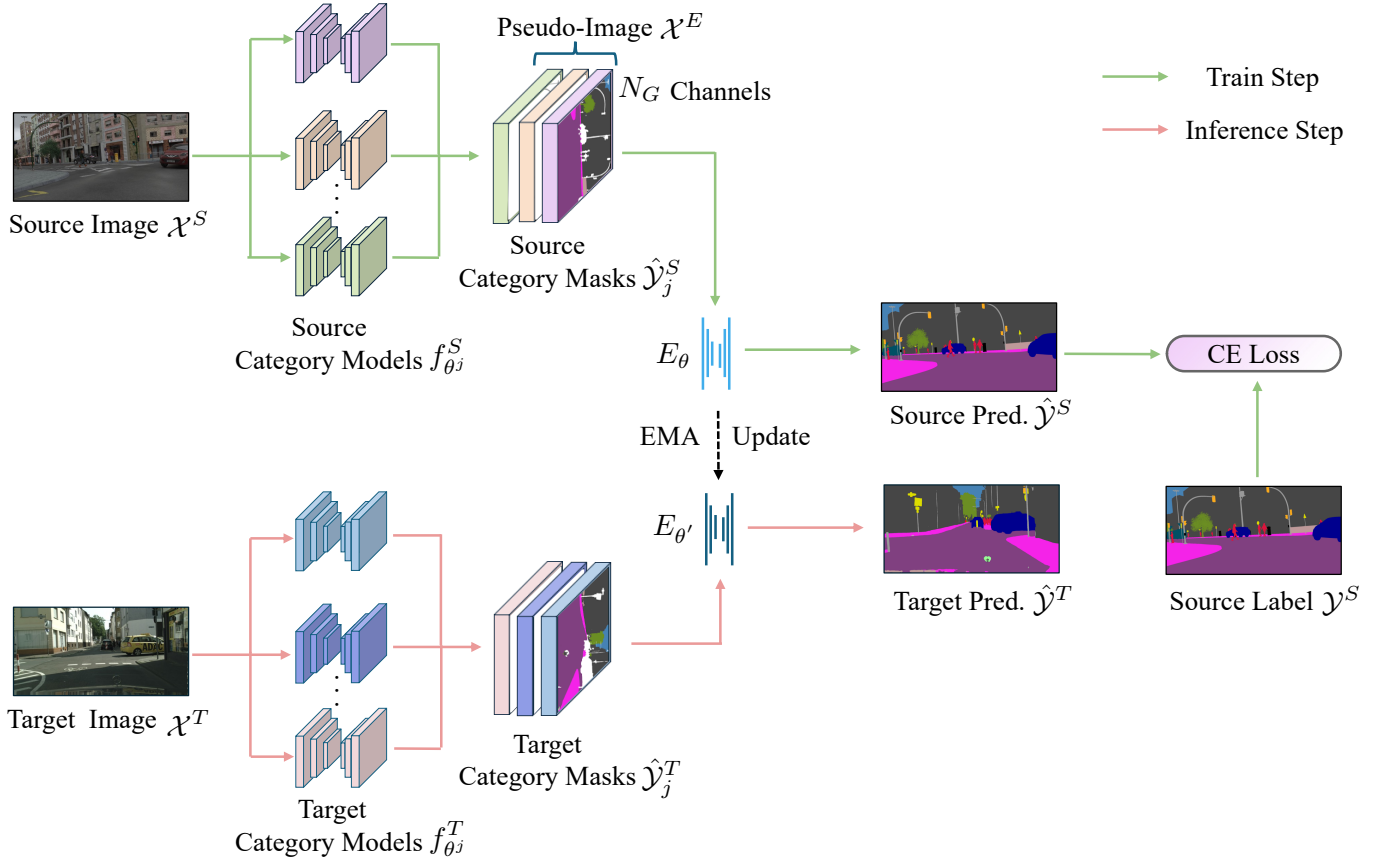 Pseudo-Image 𝒳^E
N_G Channels
Train Step
Inference Step
Source Image 𝒳^S
Source
Category Masks 𝒴̂_j^S
Source
Category Models f_{θ^j}^S
E_θ
CE Loss
Source Pred. 𝒴̂^S
EMA Update
E_{θ'}
Target Pred. 𝒴̂^T
Source Label 𝒴^S
ADAC
Target Image 𝒳^T
Target
Category Masks 𝒴̂_j^T
Target
Category Models f_{θ^j}^T